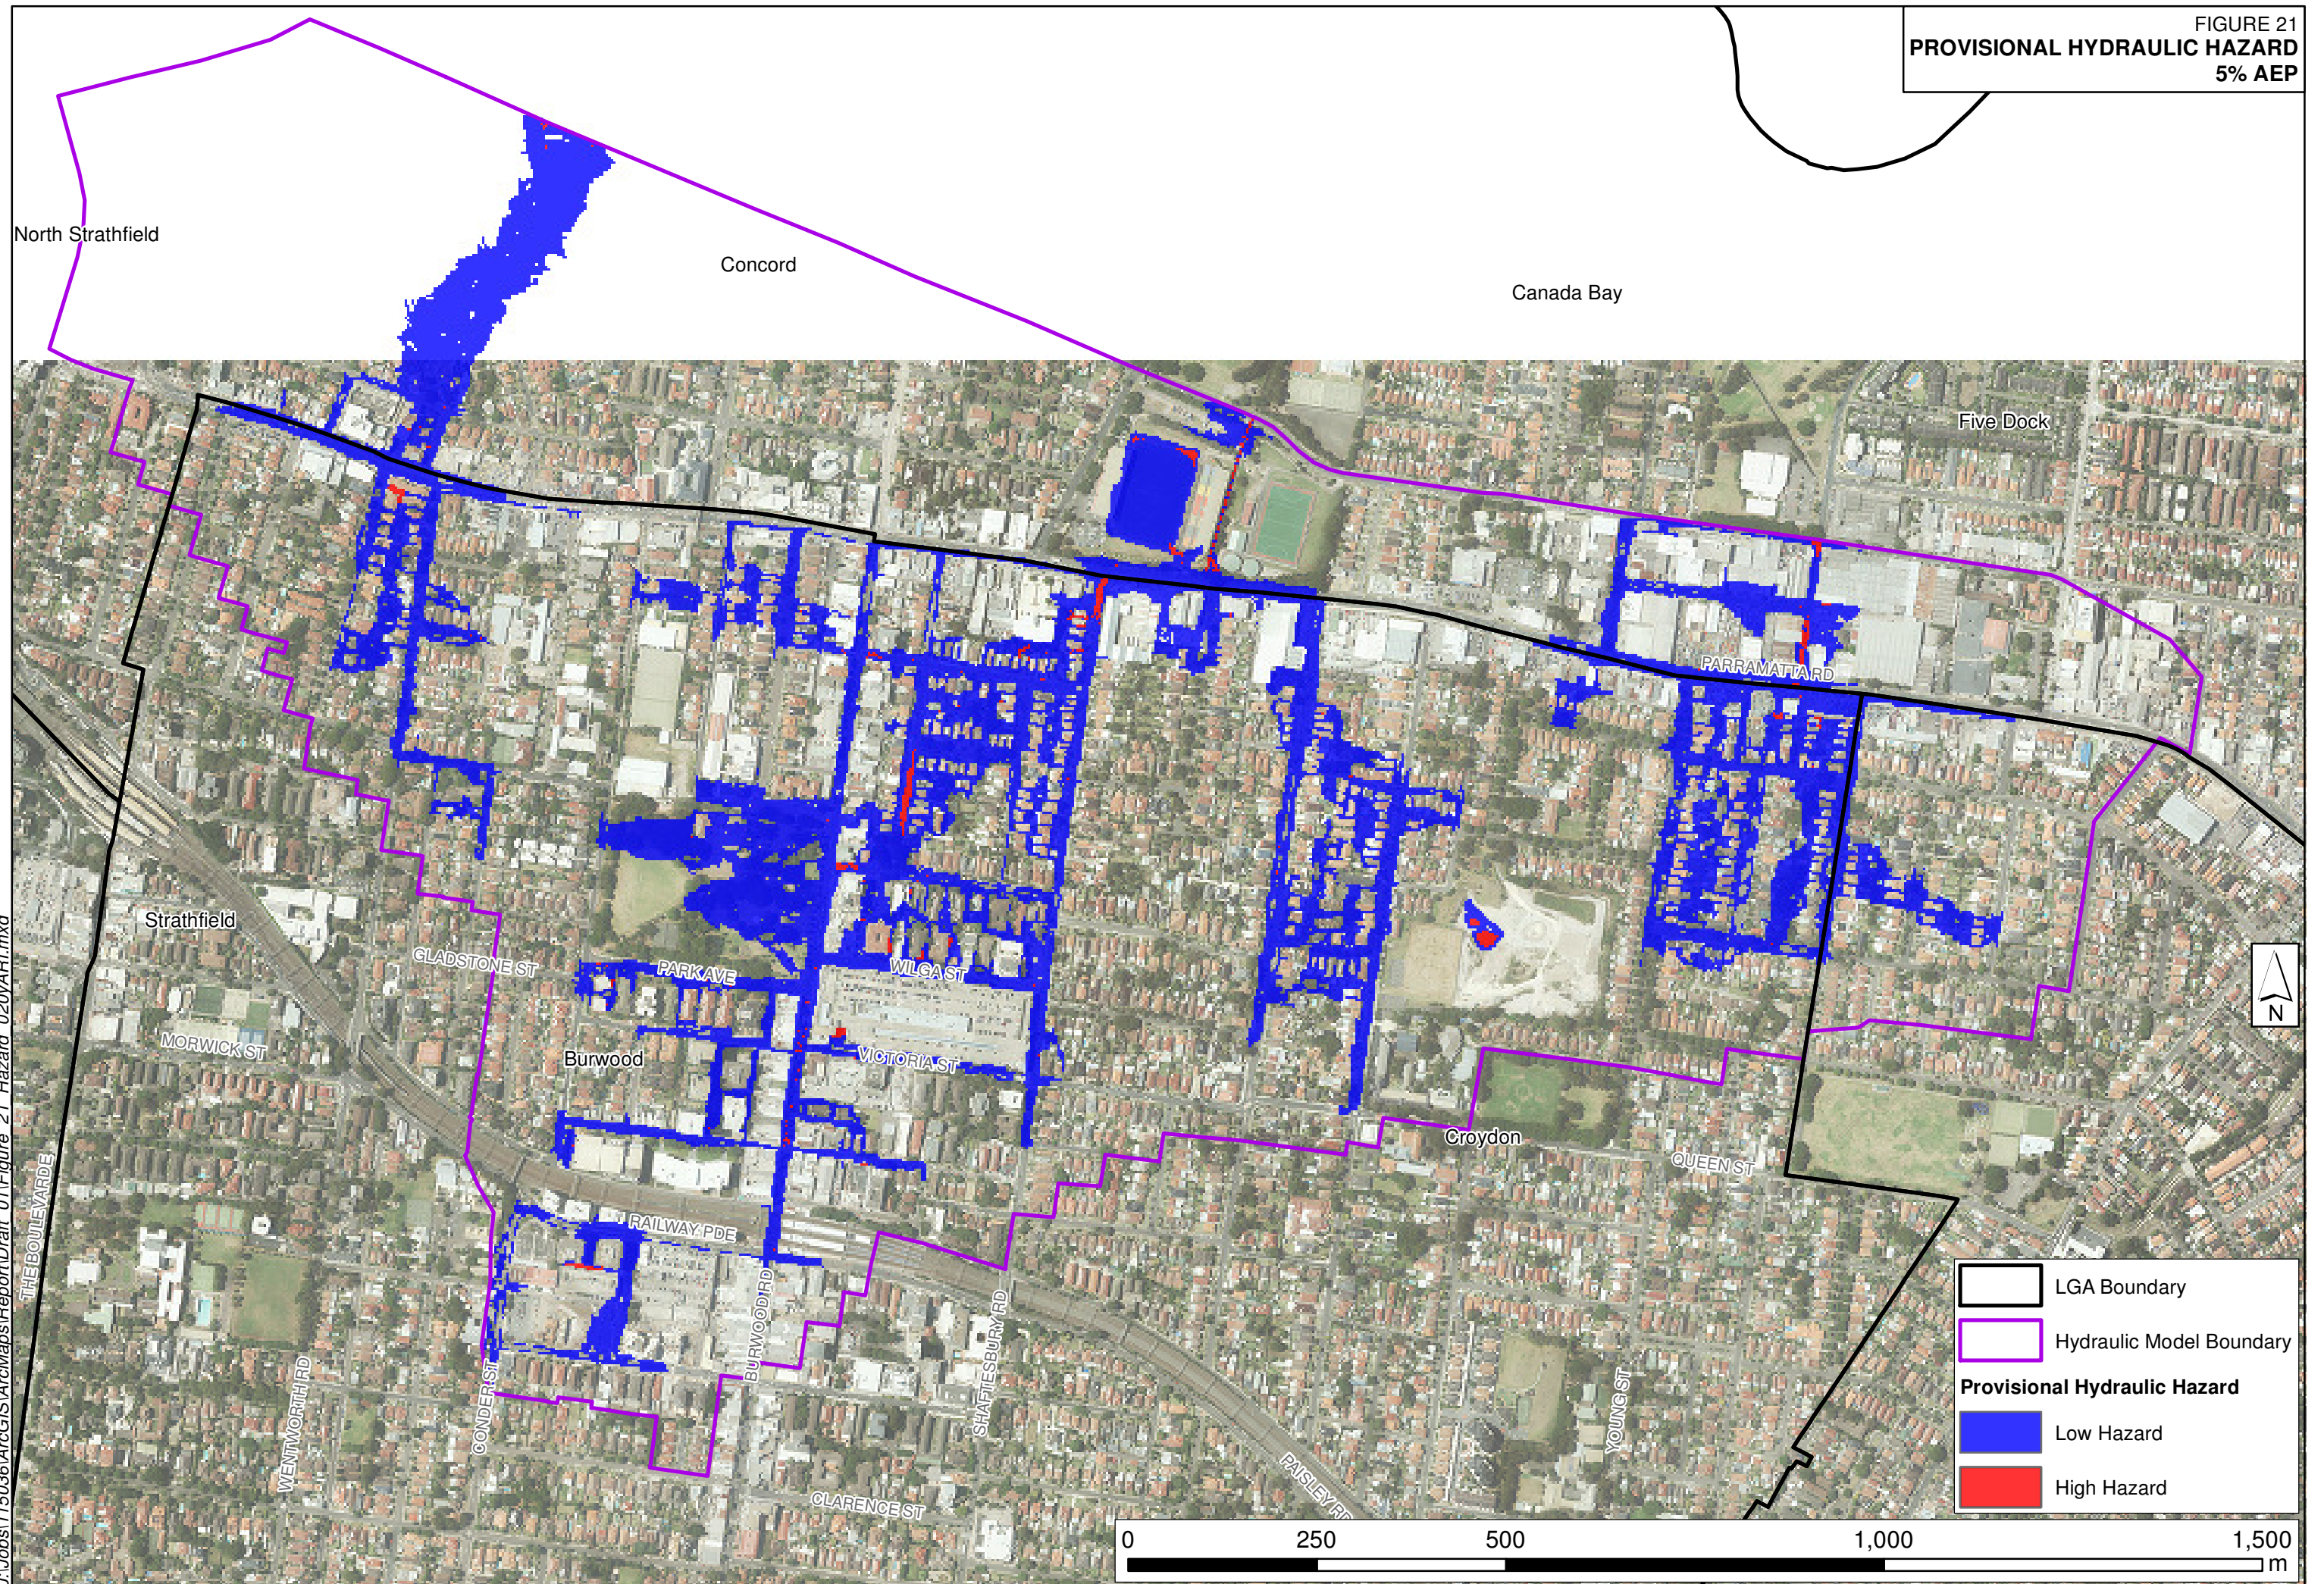 FIGURE 21
PROVISIONAL HYDRAULIC HAZARD
5% AEP
North Strathfield
Concord
Canada Bay
Five Dock
PARRAMATTA RD
Strathfield
GLADSTONE ST
PARK AVE
WILGA ST
MORWICK ST
Burwood
VICTORIA ST
Croydon
QUEEN ST
THE BOULEVARDE
RAILWAY PDE
BURWOOD RD
SHAFTESBURY RD
WENTWORTH RD
CONDER ST
YOUNG ST
PAISLEY RD
CLARENCE ST
N
LGA Boundary
Hydraulic Model Boundary
Provisional Hydraulic Hazard
Low Hazard
High Hazard
0 250 500 1,000 1,500
m